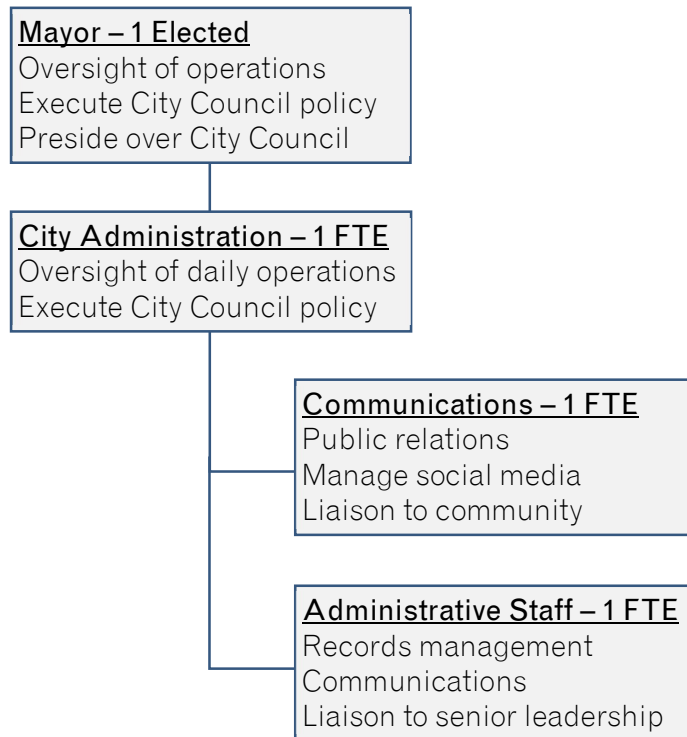 Mayor – 1 Elected
Oversight of operations
Execute City Council policy
Preside over City Council
City Administration – 1 FTE
Oversight of daily operations
Execute City Council policy
Communications – 1 FTE
Public relations
Manage social media
Liaison to community
Administrative Staff – 1 FTE
Records management
Communications
Liaison to senior leadership